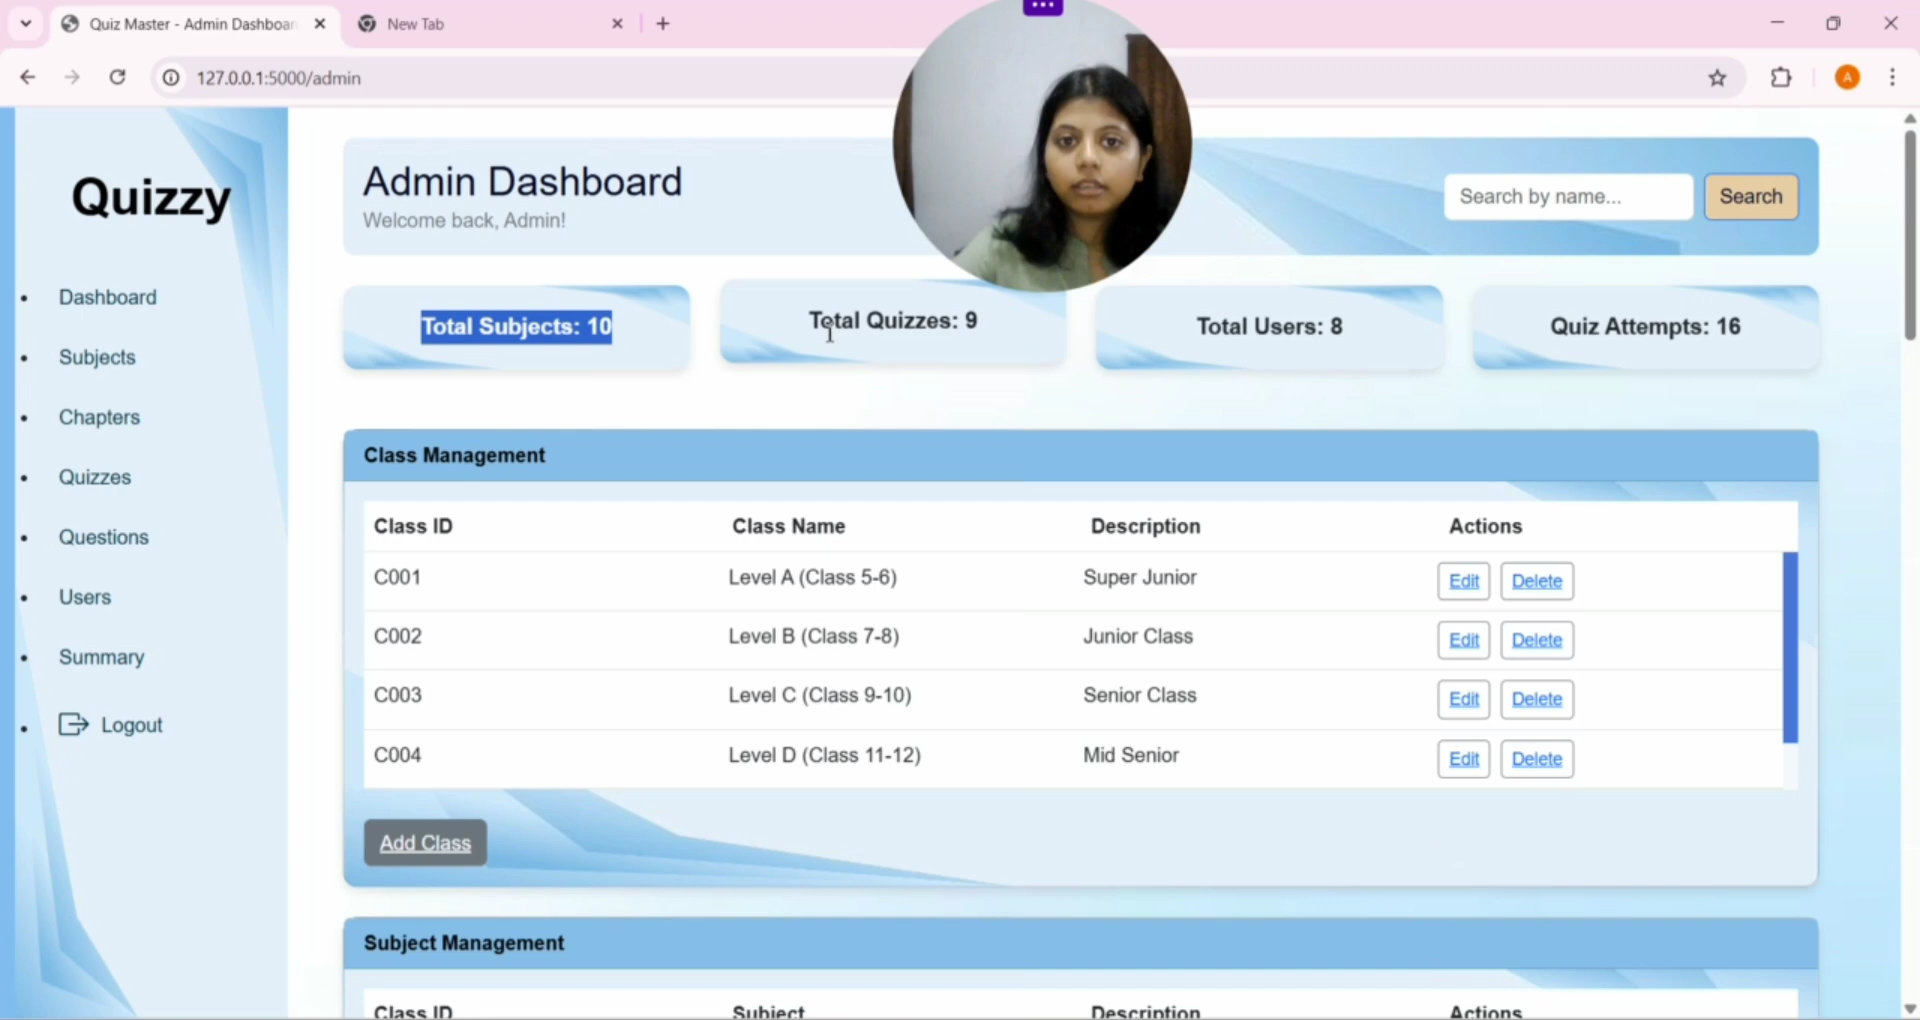 Quiz Master - Admin Dashboar
New Tab
127.0.0.1:5000/admin
A
Quizzy
Dashboard
Subjects
Chapters
Quizzes
Questions
Users
Summary
Logout
Admin Dashboard
Welcome back, Admin!
Search by name...
Search
Total Subjects: 10
Total Quizzes: 9
Total Users: 8
Quiz Attempts: 16
Class Management
Class ID Class Name Description Actions
C001 Level A (Class 5-6) Super Junior Edit Delete
C002 Level B (Class 7-8) Junior Class Edit Delete
C003 Level C (Class 9-10) Senior Class Edit Delete
C004 Level D (Class 11-12) Mid Senior Edit Delete
Add Class
Subject Management
Class ID Subject Description Actions